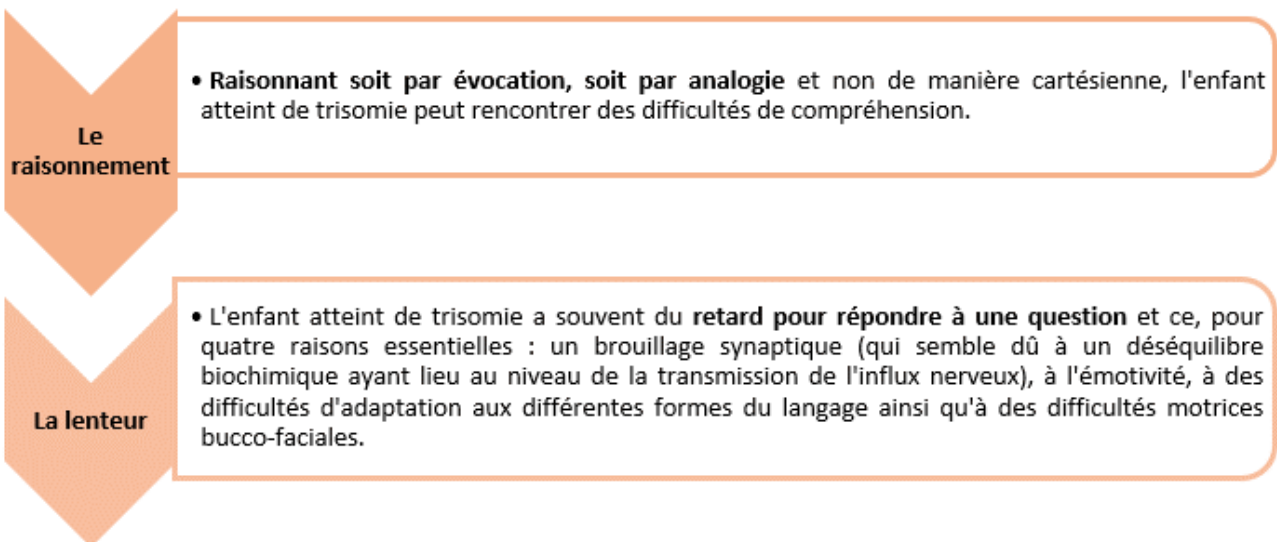 Le
raisonnement
• Raisonnant soit par évocation, soit par analogie et non de manière cartésienne, l'enfant
atteint de trisomie peut rencontrer des difficultés de compréhension.
La lenteur
• L'enfant atteint de trisomie a souvent du retard pour répondre à une question et ce, pour
quatre raisons essentielles : un brouillage synaptique (qui semble dû à un déséquilibre
biochimique ayant lieu au niveau de la transmission de l'influx nerveux), à l'émotivité, à des
difficultés d'adaptation aux différentes formes du langage ainsi qu'à des difficultés motrices
bucco-faciales.